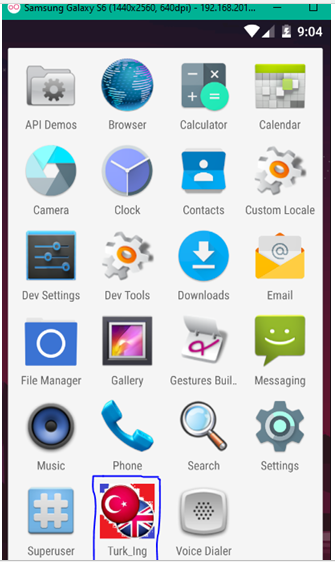 Samsung Galaxy S6 (1440x2560, 640dpi) - 192.168.201...
9:04
API Demos Browser Calculator Calendar
Camera Clock Contacts Custom Locale
Dev Settings Dev Tools Downloads Email
File Manager Gallery Gestures Buil.. Messaging
Music Phone Search Settings
Superuser Turk_Ing Voice Dialer